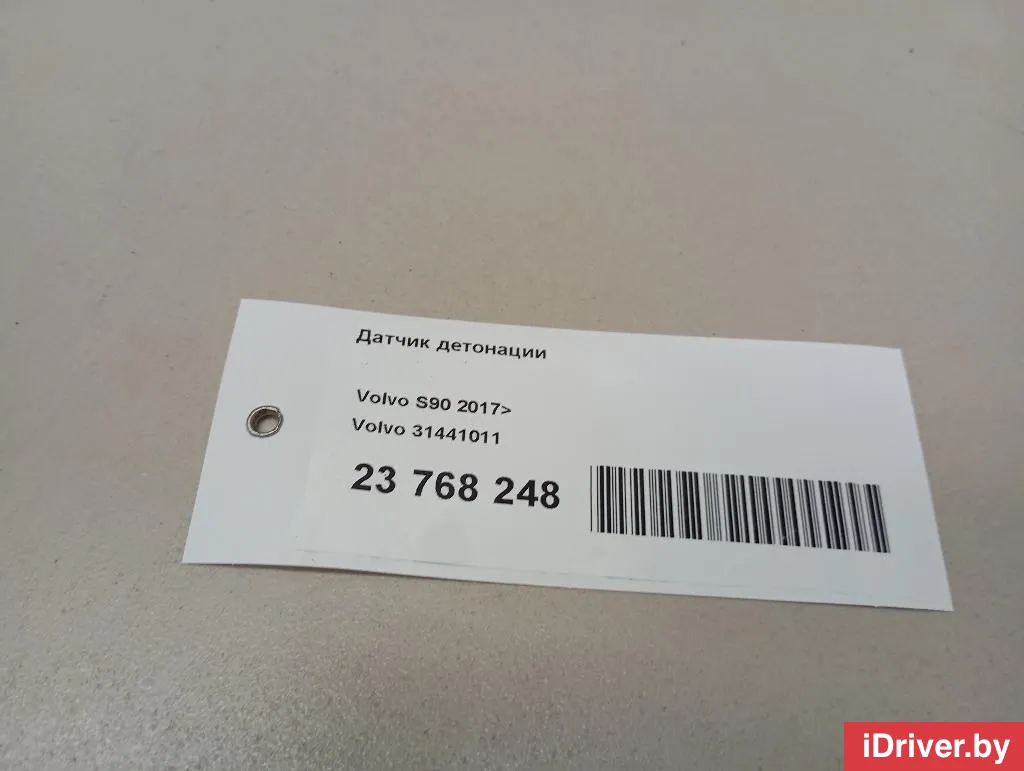 Датчик детонации
Volvo S90 2017>
Volvo 31441011
23 768 248
iDriver.by